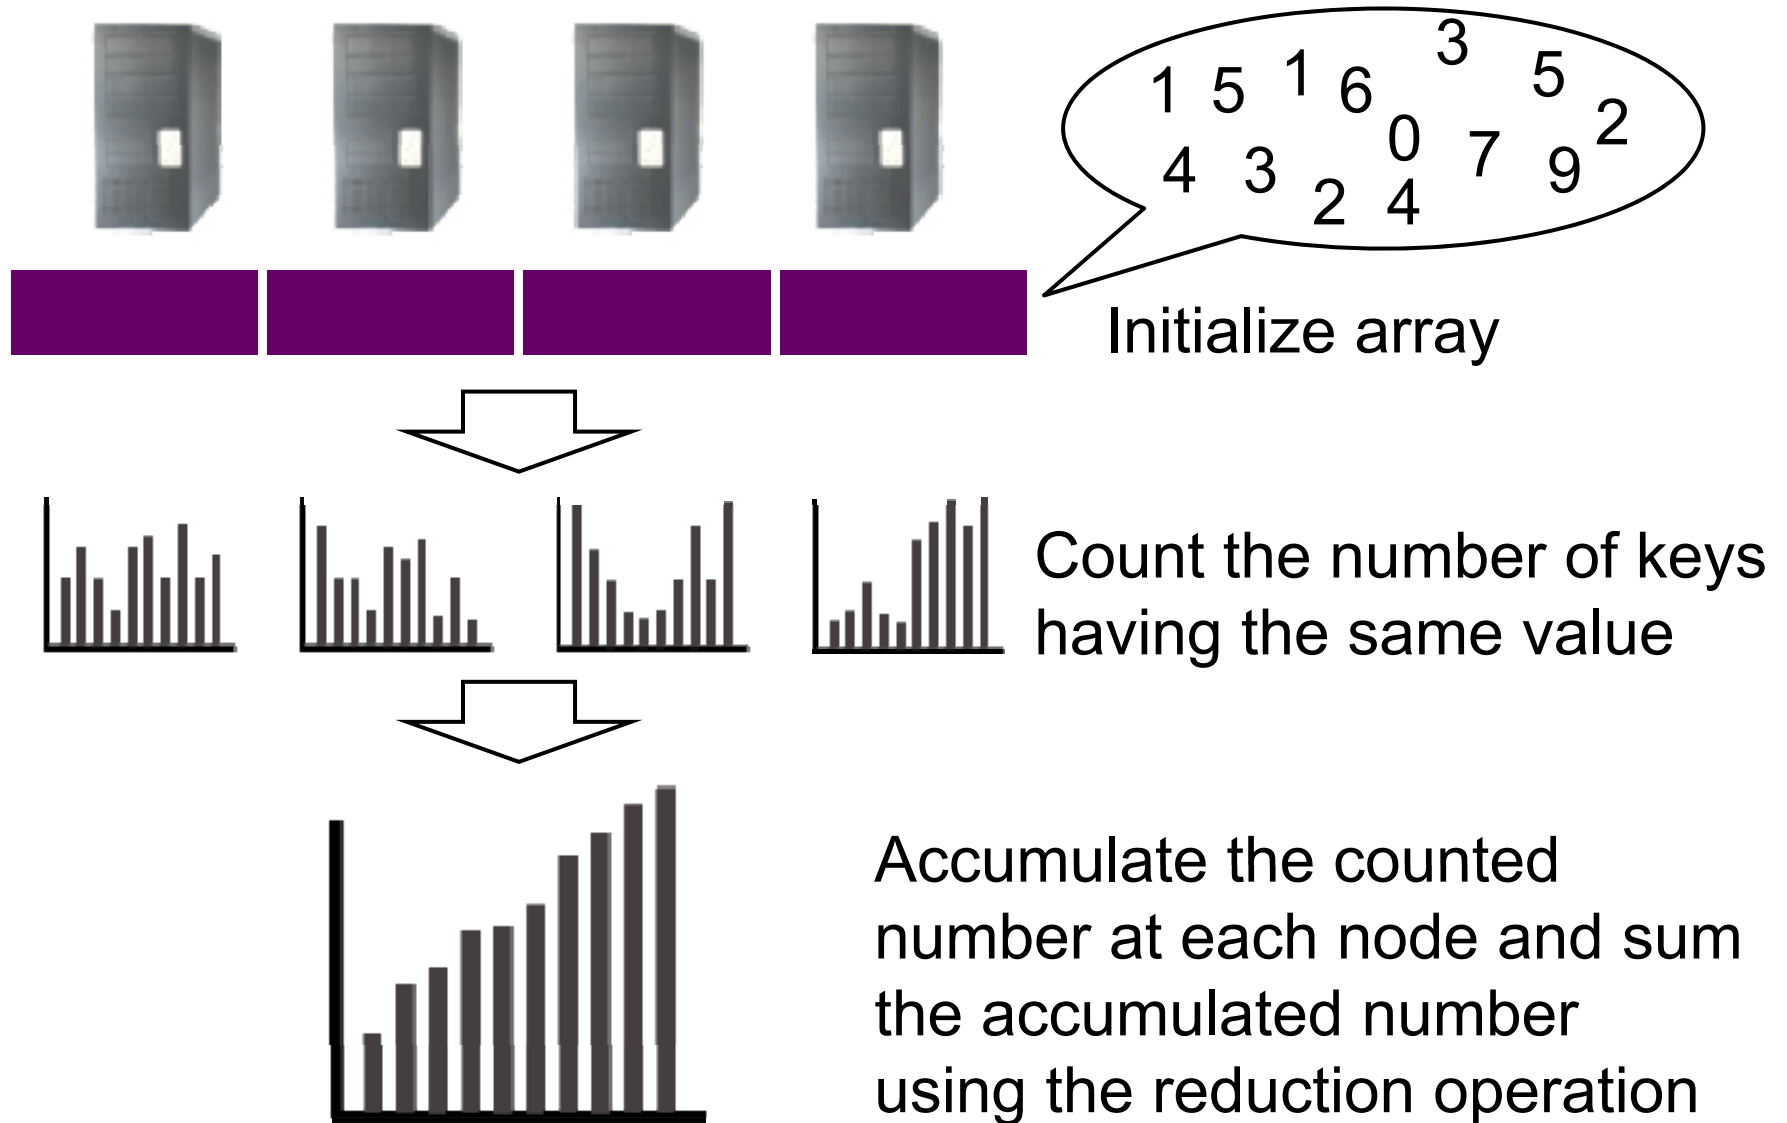 3
1 5 1 6 5
0 7 2
4 3 9
2 4
Initialize array
Count the number of keys
having the same value
Accumulate the counted
number at each node and sum
the accumulated number
using the reduction operation